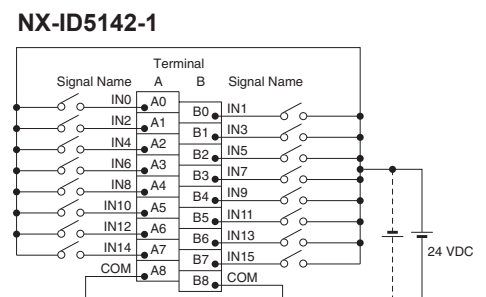 NX-ID5142-1
Terminal
Signal Name A B Signal Name
IN0 A0
B0 IN1
IN2 A1
B1 IN3
IN4 A2
B2 IN5
IN6 A3
B3 IN7
IN8 A4
B4 IN9
IN10 A5
B5 IN11
IN12 A6
B6 IN13
IN14 A7
B7 IN15
COM A8
B8 COM
24 VDC